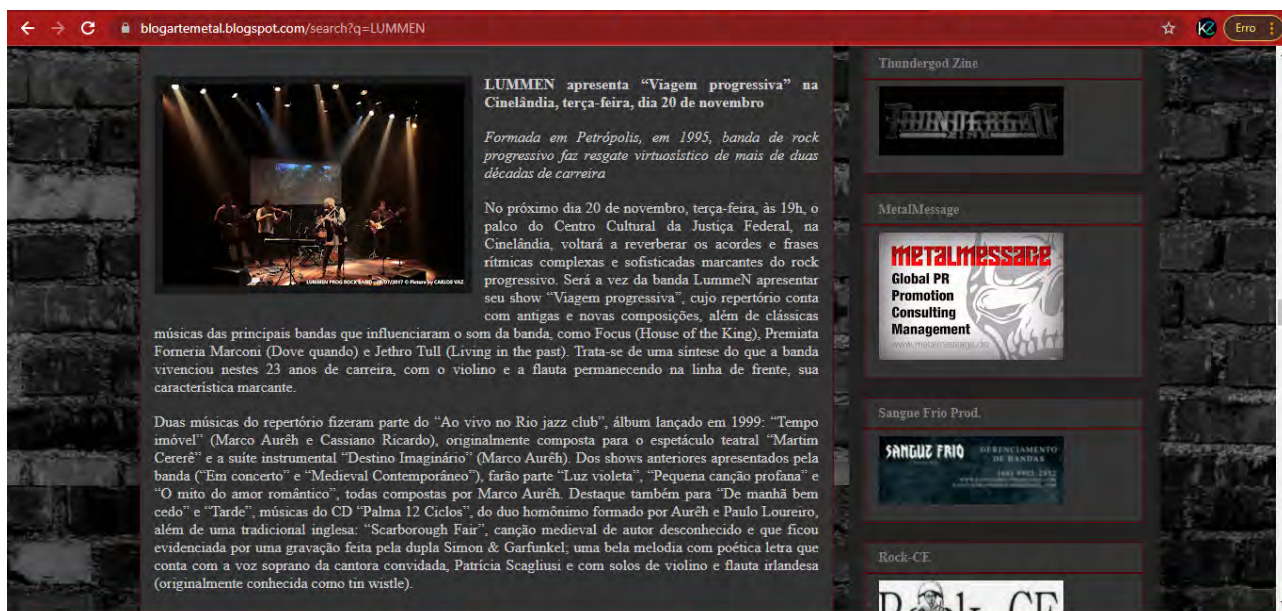 blogartemetal.blogspot.com/search?q=LUMMEN
Erro
LUMMEN apresenta “Viagem progressiva” na
Cinelândia, terça-feira, dia 20 de novembro
Formada em Petrópolis, em 1995, banda de rock
progressivo faz resgate virtuosístico de mais de duas
décadas de carreira
No próximo dia 20 de novembro, terça-feira, às 19h, o
palco do Centro Cultural da Justiça Federal, na
Cinelândia, voltará a reverberar os acordes e frases
rítmicas complexas e sofisticadas marcantes do rock
progressivo. Será a vez da banda LummeN apresentar
seu show “Viagem progressiva”, cujo repertório conta
com antigas e novas composições, além de clássicas
músicas das principais bandas que influenciaram o som da banda, como Focus (House of the King), Premiata
Forneria Marconi (Dove quando) e Jethro Tull (Living in the past). Trata-se de uma síntese do que a banda
vivenciou nestes 23 anos de carreira, com o violino e a flauta permanecendo na linha de frente, sua
característica marcante.
Duas músicas do repertório fizeram parte do “Ao vivo no Rio jazz club”, álbum lançado em 1999: “Tempo
imóvel” (Marco Aurêh e Cassiano Ricardo), originalmente composta para o espetáculo teatral “Martim
Cererê” e a suíte instrumental “Destino Imaginário” (Marco Aurêh). Dos shows anteriores apresentados pela
banda (“Em concerto” e “Medieval Contemporâneo”), farão parte “Luz violeta”, “Pequena canção profana” e
“O mito do amor romântico”, todas compostas por Marco Aurêh. Destaque também para “De manhã bem
cedo” e “Tarde”, músicas do CD “Palma 12 Ciclos”, do duo homônimo formado por Aurêh e Paulo Loureiro,
além de uma tradicional inglesa: “Scarborough Fair”, canção medieval de autor desconhecido e que ficou
evidenciada por uma gravação feita pela dupla Simon & Garfunkel; uma bela melodia com poética letra que
conta com a voz soprano da cantora convidada, Patrícia Scagliusi e com solos de violino e flauta irlandesa
(originalmente conhecida como tin wistle).
LUMMEN PROG ROCK BAND
Picture by CARLOS VAZ
Thundergod Zine
THUNDERGOD
ZINE
MetalMessage
METALMESSAGE
Global PR
Promotion
Consulting
Management
www.metalmessage.de
Sangue Frio Prod.
SANGUE FRIO
GERENCIAMENTO
DE BANDAS
Rock-CE
Rock CE